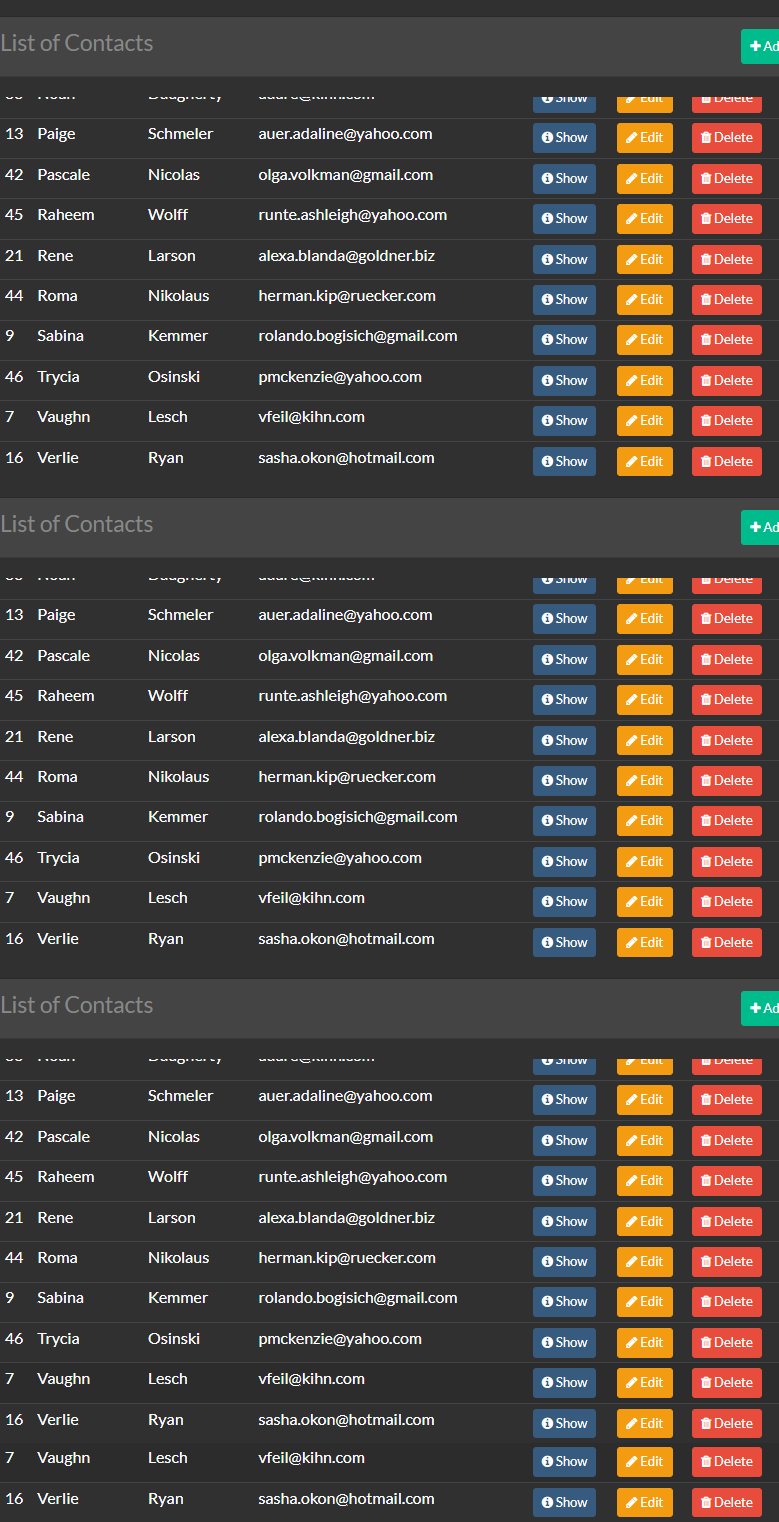 List of Contacts Ad
Show Edit Delete
13 Paige Schmeler auer.adaline@yahoo.com Show Edit Delete
42 Pascale Nicolas olga.volkman@gmail.com Show Edit Delete
45 Raheem Wolff runte.ashleigh@yahoo.com Show Edit Delete
21 Rene Larson alexa.blanda@goldner.biz Show Edit Delete
44 Roma Nikolaus herman.kip@ruecker.com Show Edit Delete
9 Sabina Kemmer rolando.bogisich@gmail.com Show Edit Delete
46 Trycia Osinski pmckenzie@yahoo.com Show Edit Delete
7 Vaughn Lesch vfeil@kihn.com Show Edit Delete
16 Verlie Ryan sasha.okon@hotmail.com Show Edit Delete
List of Contacts Ad
Show Edit Delete
13 Paige Schmeler auer.adaline@yahoo.com Show Edit Delete
42 Pascale Nicolas olga.volkman@gmail.com Show Edit Delete
45 Raheem Wolff runte.ashleigh@yahoo.com Show Edit Delete
21 Rene Larson alexa.blanda@goldner.biz Show Edit Delete
44 Roma Nikolaus herman.kip@ruecker.com Show Edit Delete
9 Sabina Kemmer rolando.bogisich@gmail.com Show Edit Delete
46 Trycia Osinski pmckenzie@yahoo.com Show Edit Delete
7 Vaughn Lesch vfeil@kihn.com Show Edit Delete
16 Verlie Ryan sasha.okon@hotmail.com Show Edit Delete
List of Contacts Ad
Show Edit Delete
13 Paige Schmeler auer.adaline@yahoo.com Show Edit Delete
42 Pascale Nicolas olga.volkman@gmail.com Show Edit Delete
45 Raheem Wolff runte.ashleigh@yahoo.com Show Edit Delete
21 Rene Larson alexa.blanda@goldner.biz Show Edit Delete
44 Roma Nikolaus herman.kip@ruecker.com Show Edit Delete
9 Sabina Kemmer rolando.bogisich@gmail.com Show Edit Delete
46 Trycia Osinski pmckenzie@yahoo.com Show Edit Delete
7 Vaughn Lesch vfeil@kihn.com Show Edit Delete
16 Verlie Ryan sasha.okon@hotmail.com Show Edit Delete
7 Vaughn Lesch vfeil@kihn.com Show Edit Delete
16 Verlie Ryan sasha.okon@hotmail.com Show Edit Delete